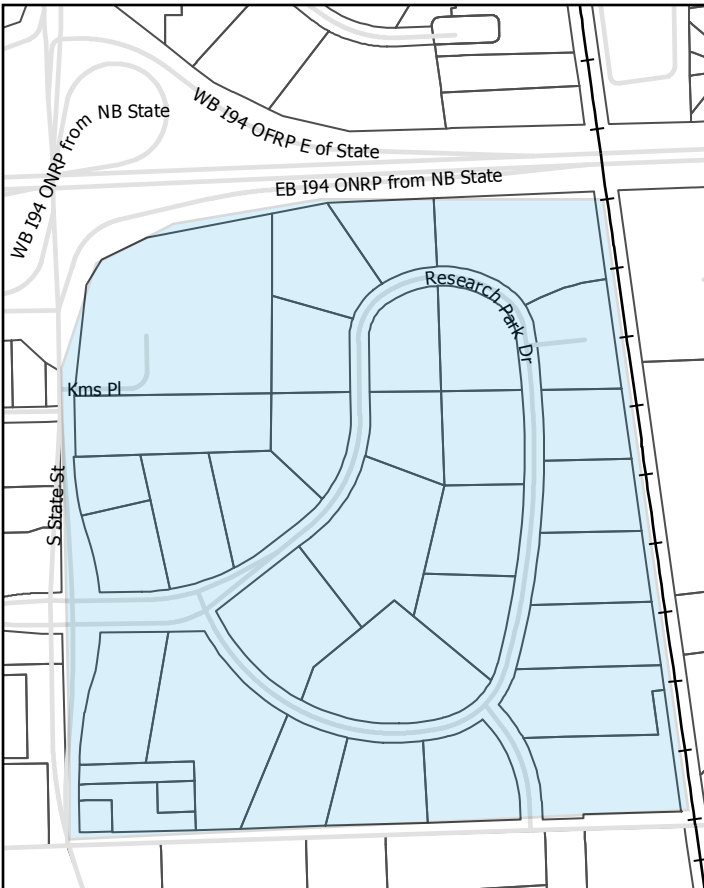 WB I94 ONRP from NB State
WB I94 OFRP E of State
EB I94 ONRP from NB State
Research Park Dr
Kms Pl
S State St